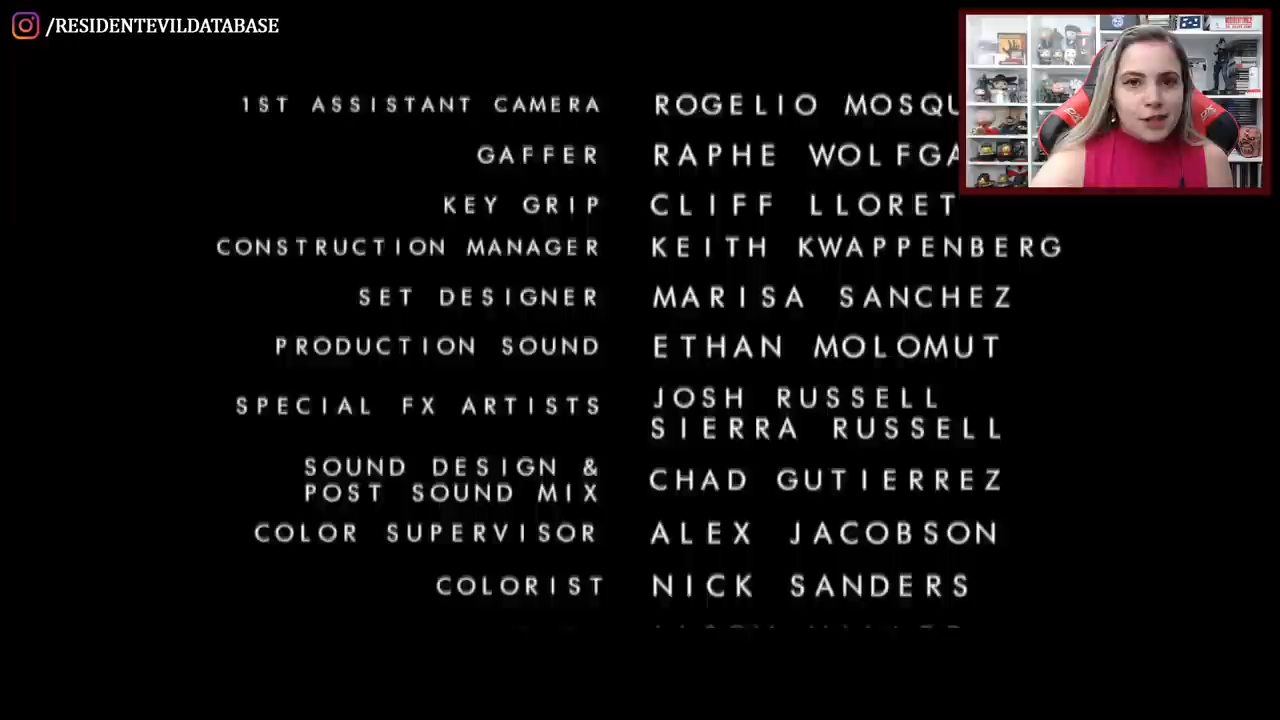 /RESIDENTEVILDATABASE
1ST ASSISTANT CAMERA ROGELIO
GAFFER RAPHE
KEY GRIP CLIFF LLORET
CONSTRUCTION MANAGER KEITH KWAPPENBERG
SET DESIGNER MARISA SANCHEZ
PRODUCTION SOUND ETHAN MOLOMUT
SPECIAL FX ARTISTS JOSH RUSSELL
SIERRA RUSSELL
SOUND DESIGN &
POST SOUND MIX CHAD GUTIERREZ
COLOR SUPERVISOR ALEX JACOBSON
COLORIST NICK SANDERS